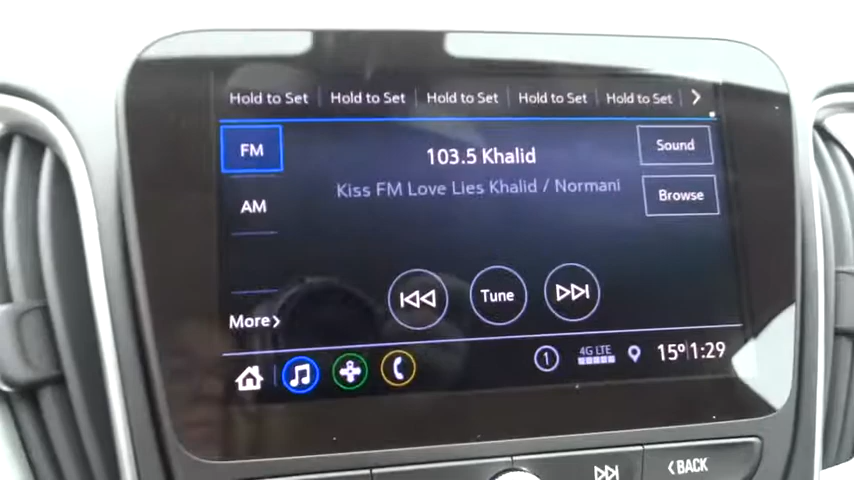 Hold to Set Hold to Set Hold to Set Hold to Set Hold to Set
FM
103.5 Khalid
Sound
Kiss FM Love Lies Khalid / Normani
Browse
AM
Tune
More
1 4G LTE 15° 1:29
BACK